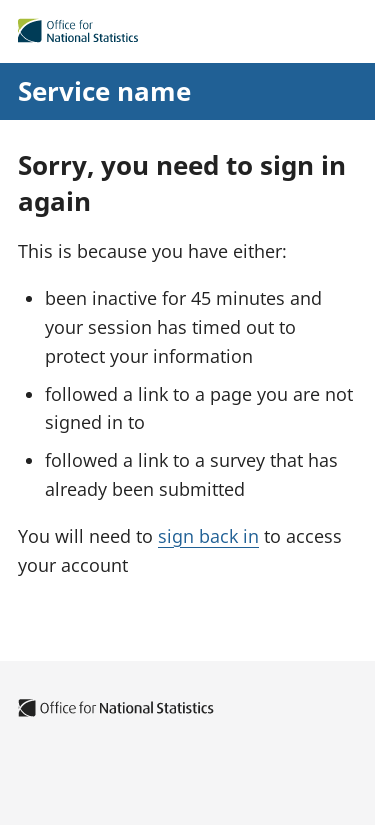 Office for
National Statistics
Service name
Sorry, you need to sign in
again
This is because you have either:
been inactive for 45 minutes and
your session has timed out to
protect your information
followed a link to a page you are not
signed in to
followed a link to a survey that has
already been submitted
You will need to sign back in to access
your account
Office for National Statistics